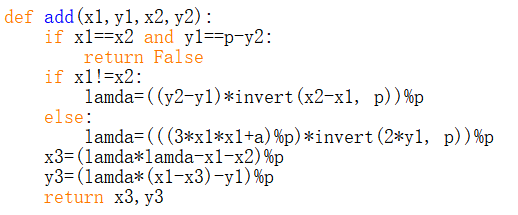 def add(x1,y1,x2,y2):
    if x1==x2 and y1==p-y2:
        return False
    if x1!=x2:
        lamda=((y2-y1)*invert(x2-x1, p))%p
    else:
        lamda=(((3*x1*x1+a)%p)*invert(2*y1, p))%p
    x3=(lamda*lamda-x1-x2)%p
    y3=(lamda*(x1-x3)-y1)%p
    return x3,y3